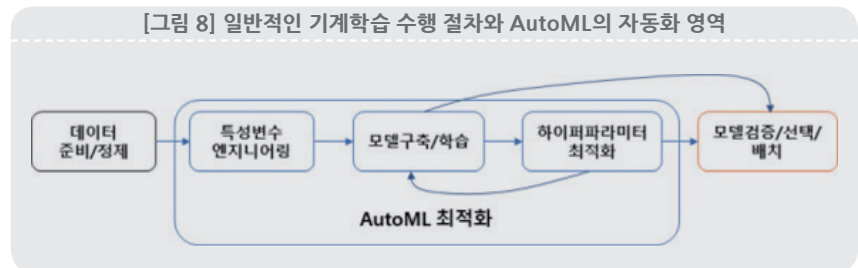 [그림 8] 일반적인 기계학습 수행 절차와 AutoML의 자동화 영역
데이터
준비/정제
특성변수
엔지니어링
모델구축/학습
하이퍼파라미터
최적화
모델검증/선택/
배치
AutoML 최적화